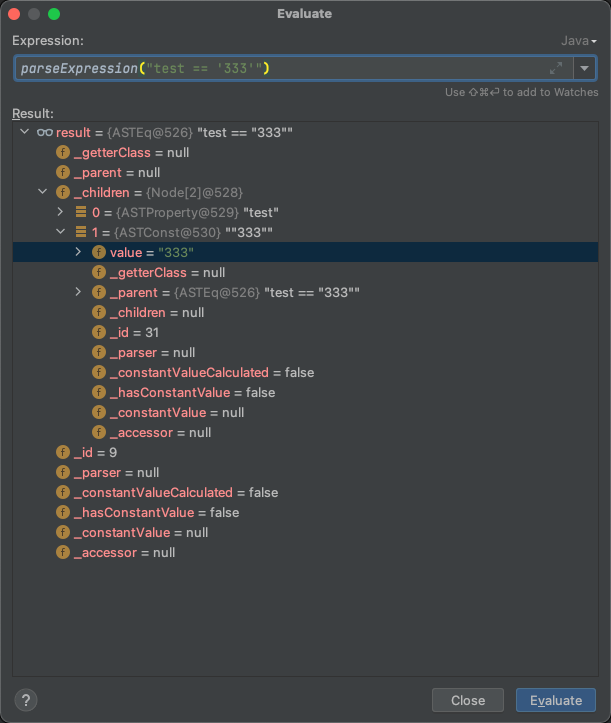 Evaluate
Expression:
Java
parseExpression("test == '333'")
Use ⇧⌘⏎ to add to Watches
Result:
result = {ASTEq@526} "test == "333""
f _getterClass = null
f _parent = null
f _children = {Node[2]@528}
0 = {ASTProperty@529} "test"
1 = {ASTConst@530} ""333""
f value = "333"
f _getterClass = null
f _parent = {ASTEq@526} "test == "333""
f _children = null
f _id = 31
f _parser = null
f _constantValueCalculated = false
f _hasConstantValue = false
f _constantValue = null
f _accessor = null
f _id = 9
f _parser = null
f _constantValueCalculated = false
f _hasConstantValue = false
f _constantValue = null
f _accessor = null
?
Close
Evaluate